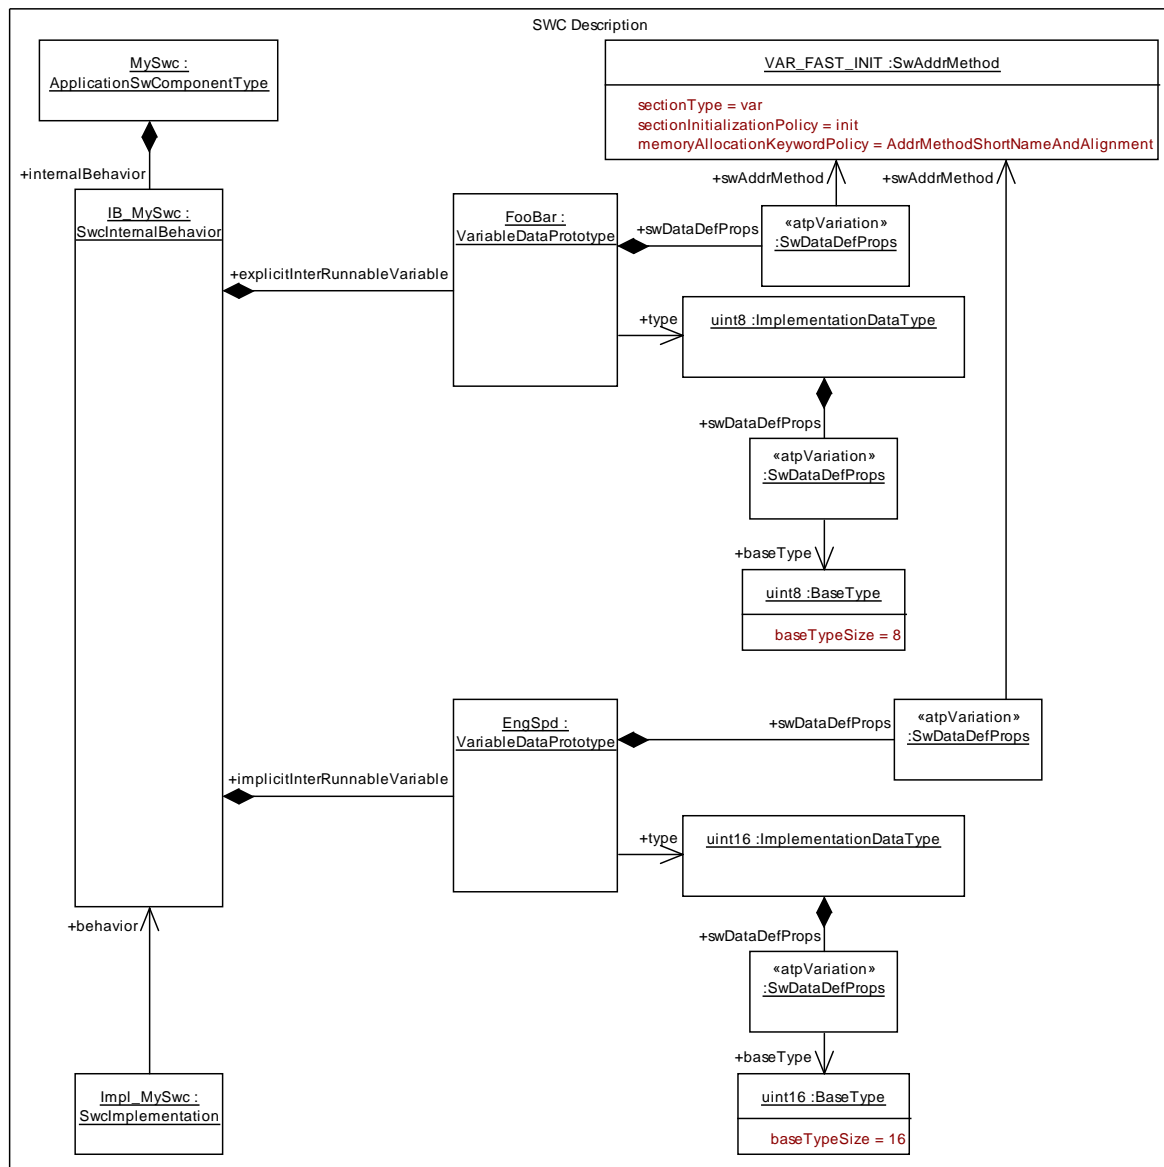 SWC Description
MySwc :
ApplicationSwComponentType
VAR_FAST_INIT :SwAddrMethod
sectionType = var
sectionInitializationPolicy = init
memoryAllocationKeywordPolicy = AddrMethodShortNameAndAlignment
+internalBehavior
+swAddrMethod
+swAddrMethod
IB_MySwc :
SwcInternalBehavior
FooBar :
VariableDataPrototype
+swDataDefProps
«atpVariation»
:SwDataDefProps
+explicitInterRunnableVariable
+type
uint8 :ImplementationDataType
+swDataDefProps
«atpVariation»
:SwDataDefProps
+baseType
uint8 :BaseType
baseTypeSize = 8
EngSpd :
VariableDataPrototype
+swDataDefProps
«atpVariation»
:SwDataDefProps
+implicitInterRunnableVariable
+type
uint16 :ImplementationDataType
+behavior
+swDataDefProps
«atpVariation»
:SwDataDefProps
+baseType
Impl_MySwc :
SwcImplementation
uint16 :BaseType
baseTypeSize = 16